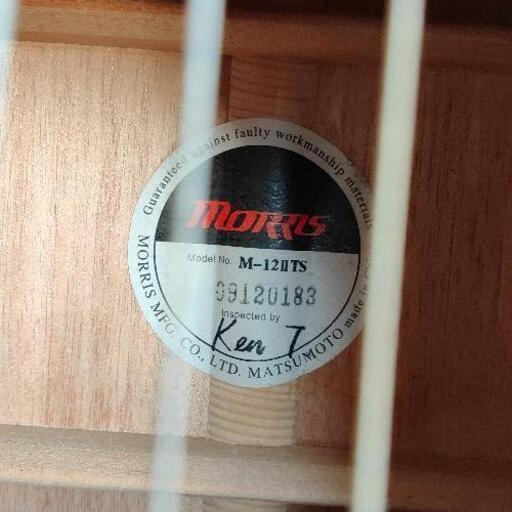 Guaranteed against faulty workmanship materials
MORRIS
Model No. M-12ⅡTS
09120183
Inspected by
Ken T
MORRIS MFG. CO., LTD. MATSUMOTO made in